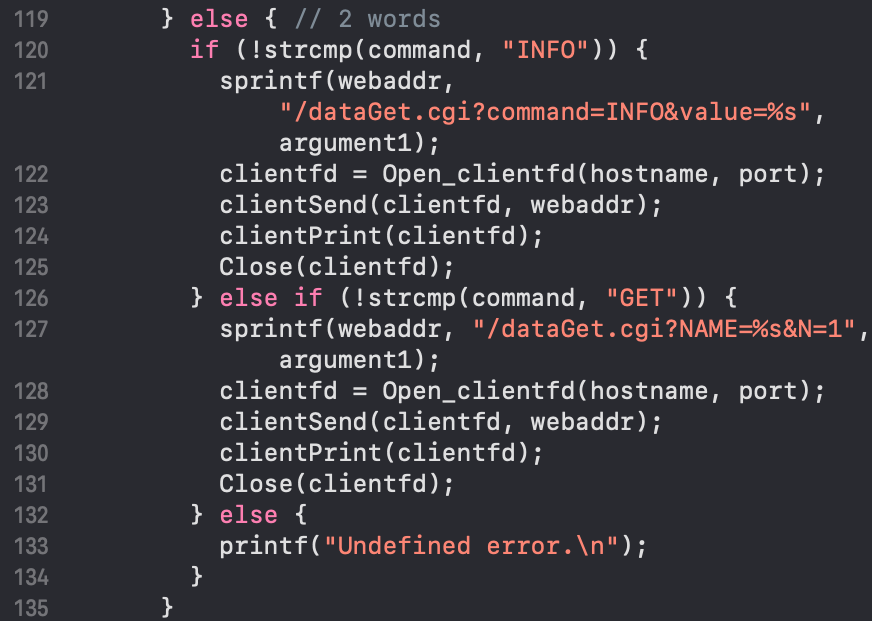 119 } else { // 2 words
120 if (!strcmp(command, "INFO")) {
121 sprintf(webaddr,
"/dataGet.cgi?command=INFO&value=%s",
argument1);
122 clientfd = Open_clientfd(hostname, port);
123 clientSend(clientfd, webaddr);
124 clientPrint(clientfd);
125 Close(clientfd);
126 } else if (!strcmp(command, "GET")) {
127 sprintf(webaddr, "/dataGet.cgi?NAME=%s&N=1",
argument1);
128 clientfd = Open_clientfd(hostname, port);
129 clientSend(clientfd, webaddr);
130 clientPrint(clientfd);
131 Close(clientfd);
132 } else {
133 printf("Undefined error.\n");
134 }
135 }